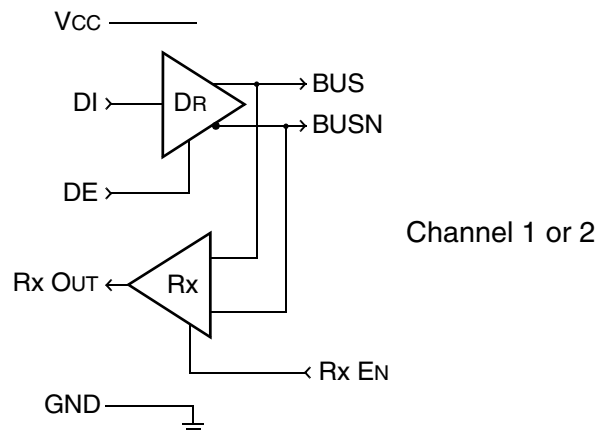 VCC
BUS
DI
DR
BUSN
DE
Channel 1 or 2
RX OUT
RX
RX EN
GND